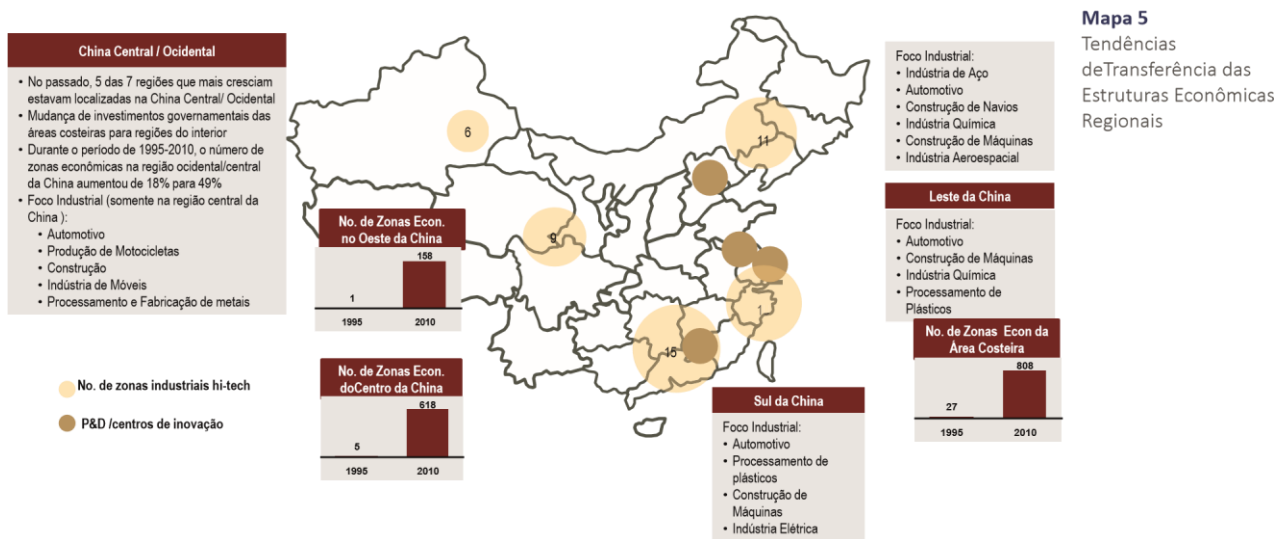 Mapa 5
Tendências
deTransferência das
Estruturas Econômicas
Regionais
China Central / Ocidental
• No passado, 5 das 7 regiões que mais cresciam
estavam localizadas na China Central/ Ocidental
• Mudança de investimentos governamentais das
áreas costeiras para regiões do interior
• Durante o período de 1995-2010, o número de
zonas econômicas na região ocidental/central
da China aumentou de 18% para 49%
• Foco Industrial (somente na região central da
China ):
• Automotivo
• Produção de Motocicletas
• Construção
• Indústria de Móveis
• Processamento e Fabricação de metais
No. de zonas industriais hi-tech
P&D /centros de inovação
No. de Zonas Econ.
no Oeste da China
158
1
1995 2010
No. de Zonas Econ.
doCentro da China
618
5
1995 2010
6
11
9
1
15
Foco Industrial:
• Indústria de Aço
• Automotivo
• Construção de Navios
• Indústria Química
• Construção de Máquinas
• Indústria Aeroespacial
Leste da China
Foco Industrial:
• Automotivo
• Construção de Máquinas
• Indústria Química
• Processamento de
Plásticos
No. de Zonas Econ da
Área Costeira
808
27
1995 2010
Sul da China
Foco Industrial:
• Automotivo
• Processamento de
plásticos
• Construção de
Máquinas
• Indústria Elétrica